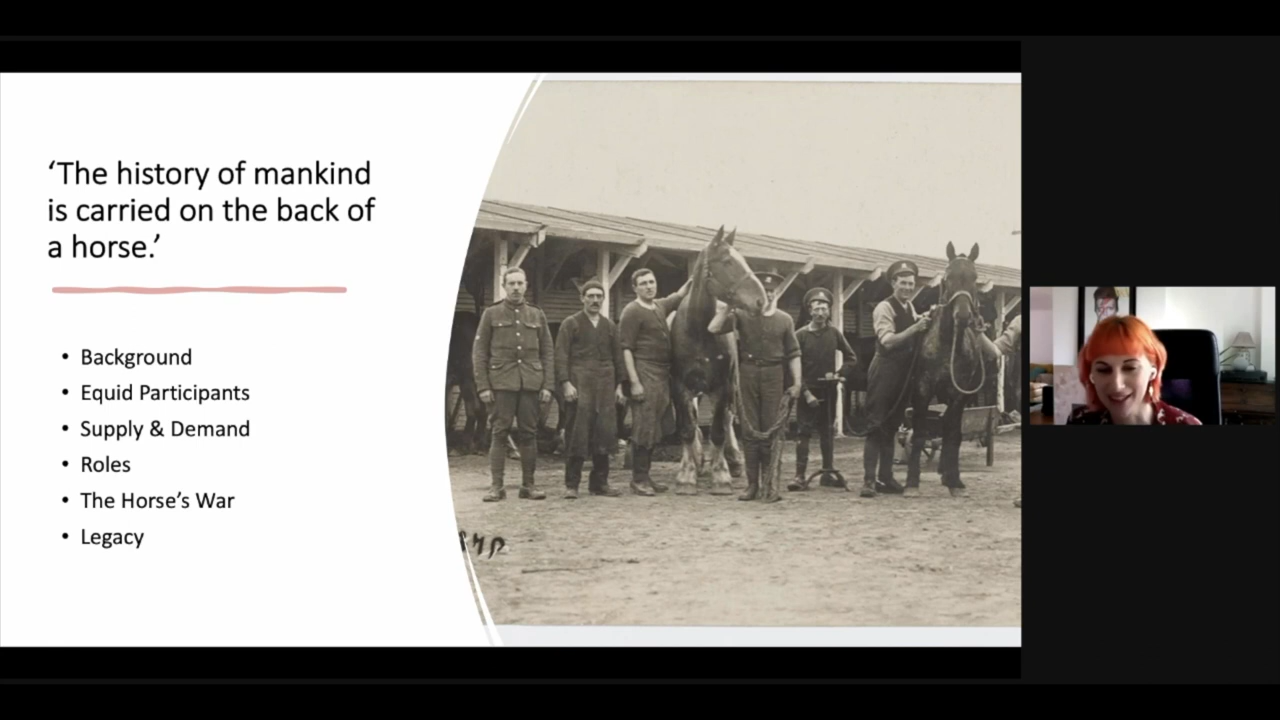 ‘The history of mankind
is carried on the back of
a horse.’
• Background
• Equid Participants
• Supply & Demand
• Roles
• The Horse’s War
• Legacy